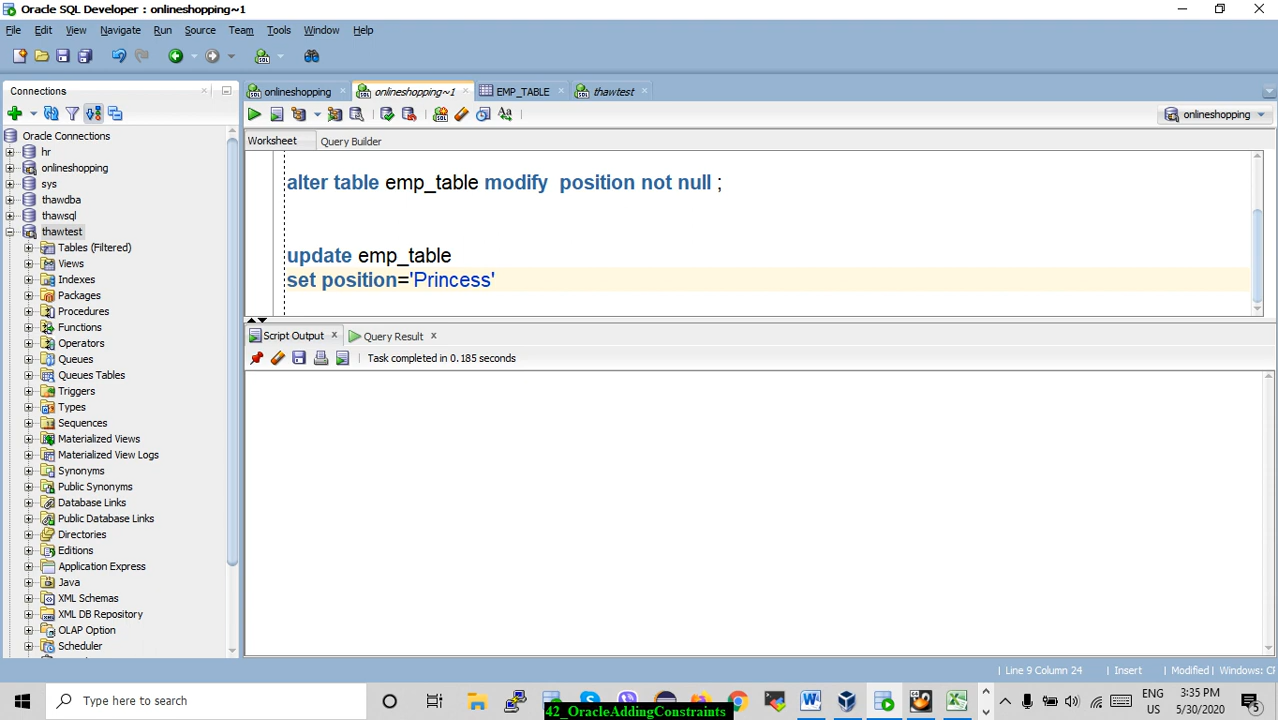 Oracle SQL Developer : onlineshopping~1
File Edit View Navigate Run Source Team Tools Window Help
Connections
onlineshopping onlineshopping~1 EMP_TABLE thawtest
onlineshopping
Worksheet Query Builder
Oracle Connections
hr
onlineshopping
sys
thawdba
thawsql
thawtest
Tables (Filtered)
Views
Indexes
Packages
Procedures
Functions
Operators
Queues
Queues Tables
Triggers
Types
Sequences
Materialized Views
Materialized View Logs
Synonyms
Public Synonyms
Database Links
Public Database Links
Directories
Editions
Application Express
Java
XML Schemas
XML DB Repository
OLAP Option
Scheduler
alter table emp_table modify position not null ;
update emp_table
set position='Princess'
Script Output Query Result
Task completed in 0.185 seconds
Line 9 Column 24 Insert Modified Windows: CF
Type here to search
42_OracleAddingConstraints
ENG
US
3:35 PM
5/30/2020
5